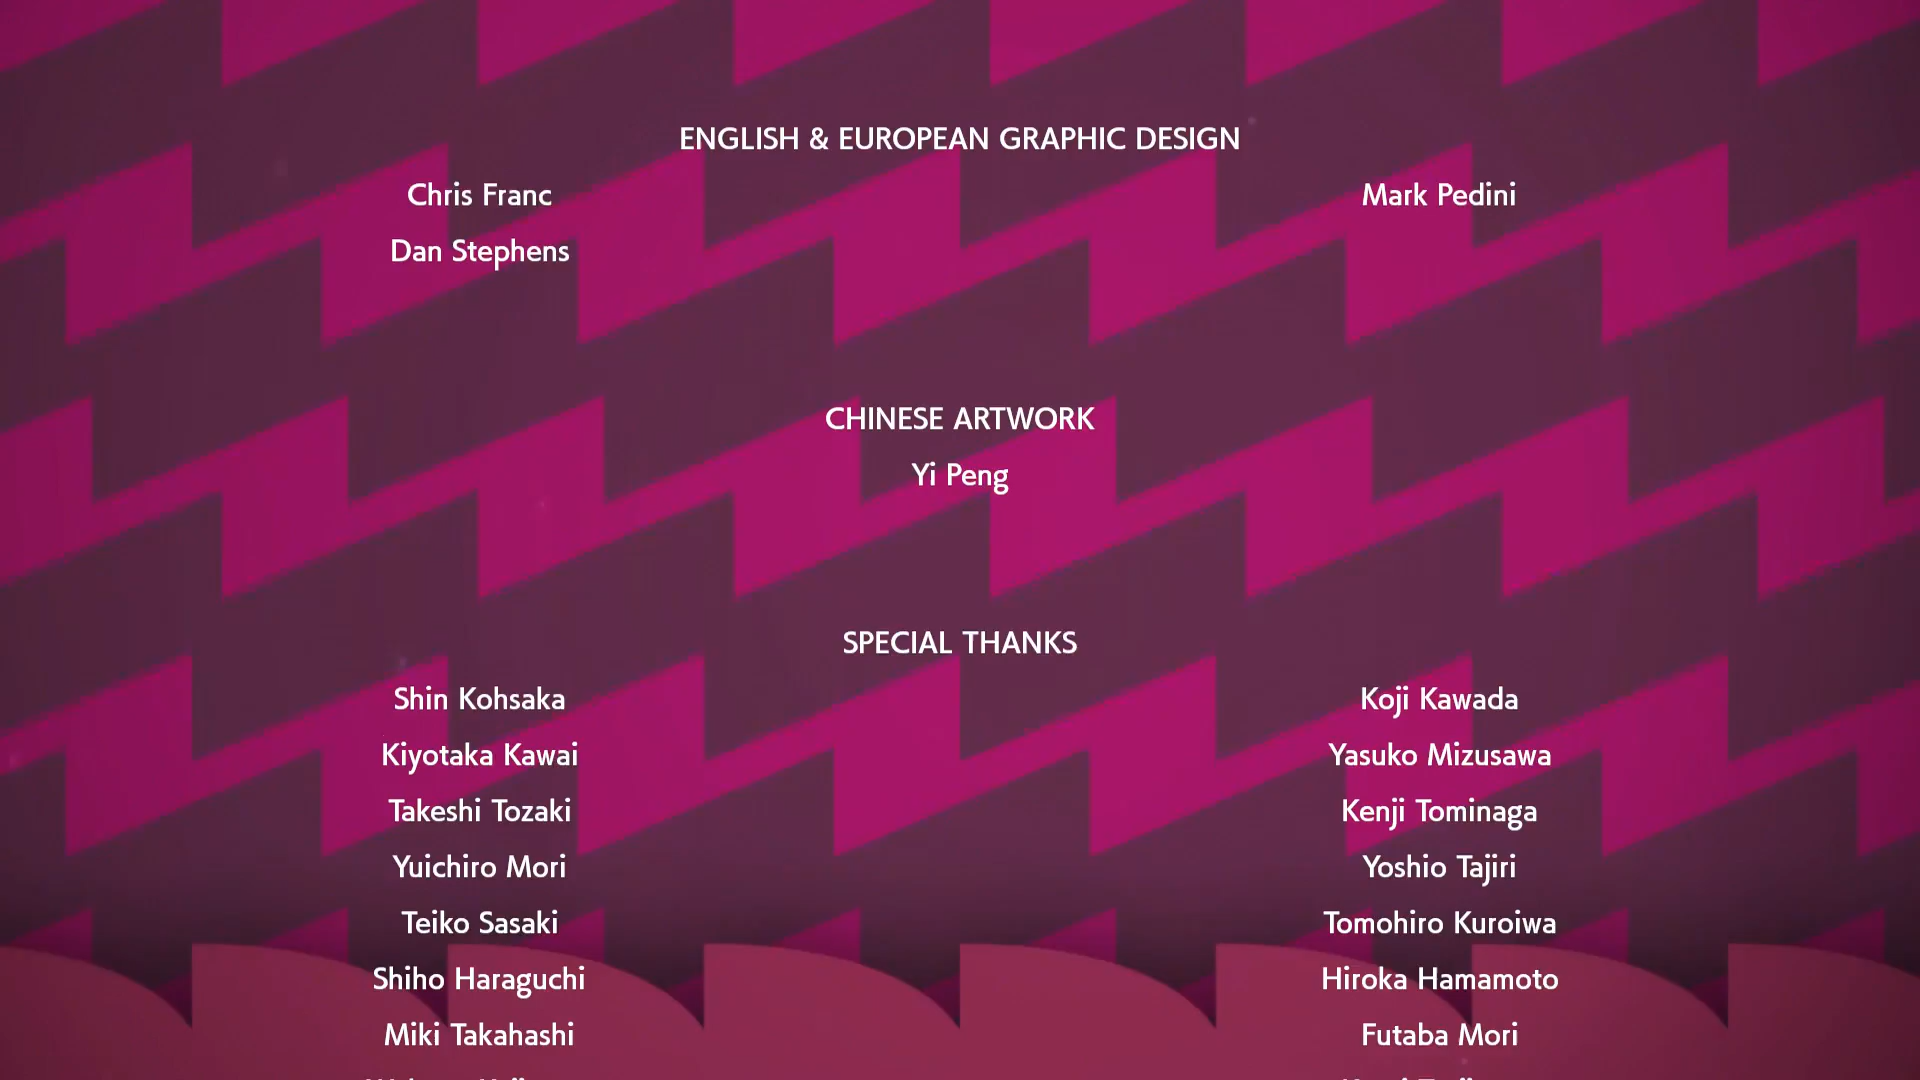 ENGLISH & EUROPEAN GRAPHIC DESIGN
Chris Franc Mark Pedini
Dan Stephens
CHINESE ARTWORK
Yi Peng
SPECIAL THANKS
Shin Kohsaka Koji Kawada
Kiyotaka Kawai Yasuko Mizusawa
Takeshi Tozaki Kenji Tominaga
Yuichiro Mori Yoshio Tajiri
Teiko Sasaki Tomohiro Kuroiwa
Shiho Haraguchi Hiroka Hamamoto
Miki Takahashi Futaba Mori